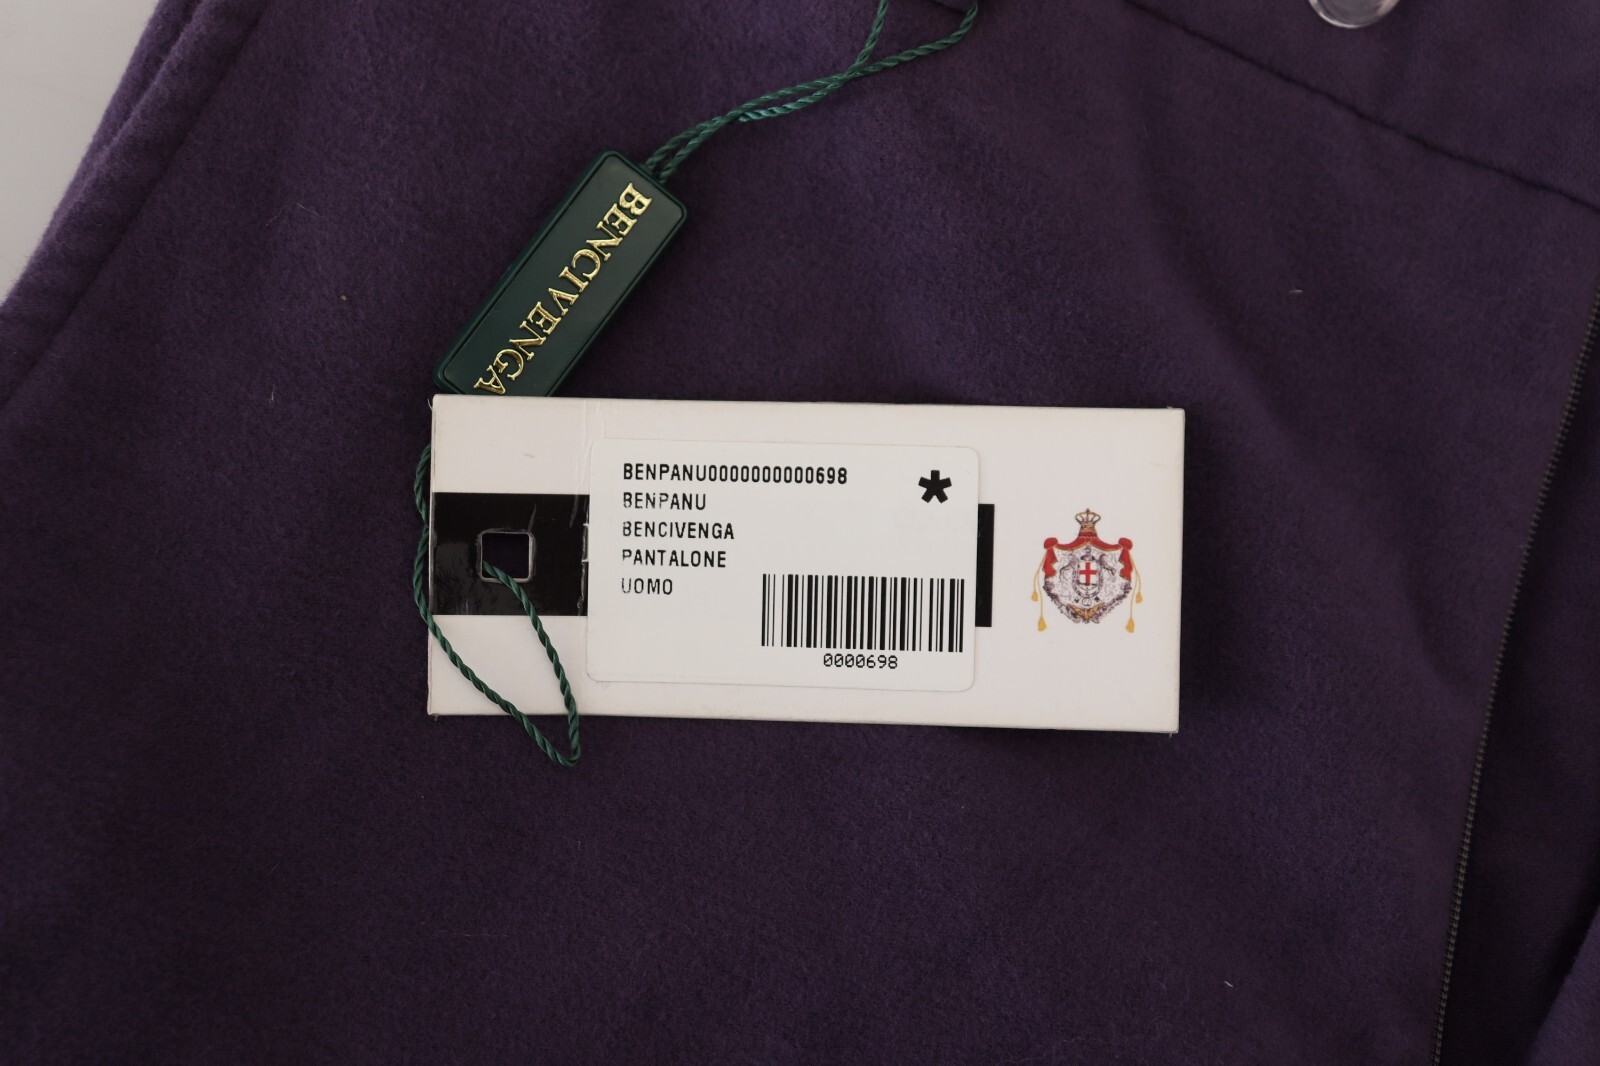 BENCIVENGA
BENPANU0000000000698
*
BENPANU
BENCIVENGA
PANTALONE
UOMO
0000698